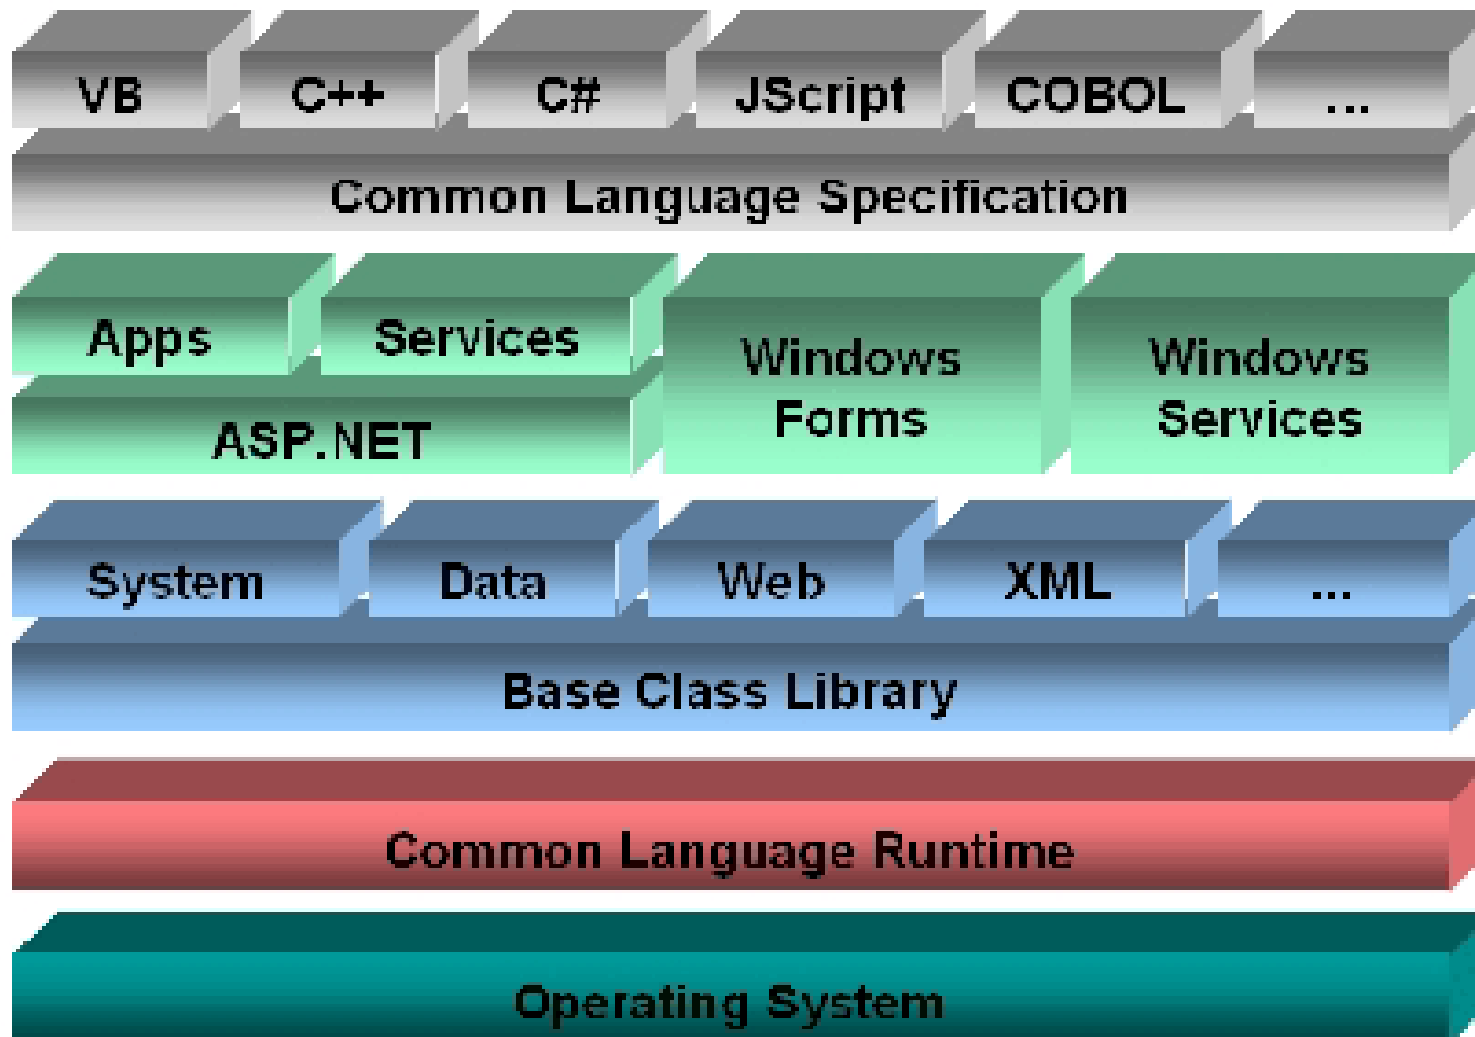 VB C++ C# JScript COBOL ...
Common Language Specification
Apps Services
ASP.NET
Windows
Forms
Windows
Services
System Data Web XML ...
Base Class Library
Common Language Runtime
Operating System